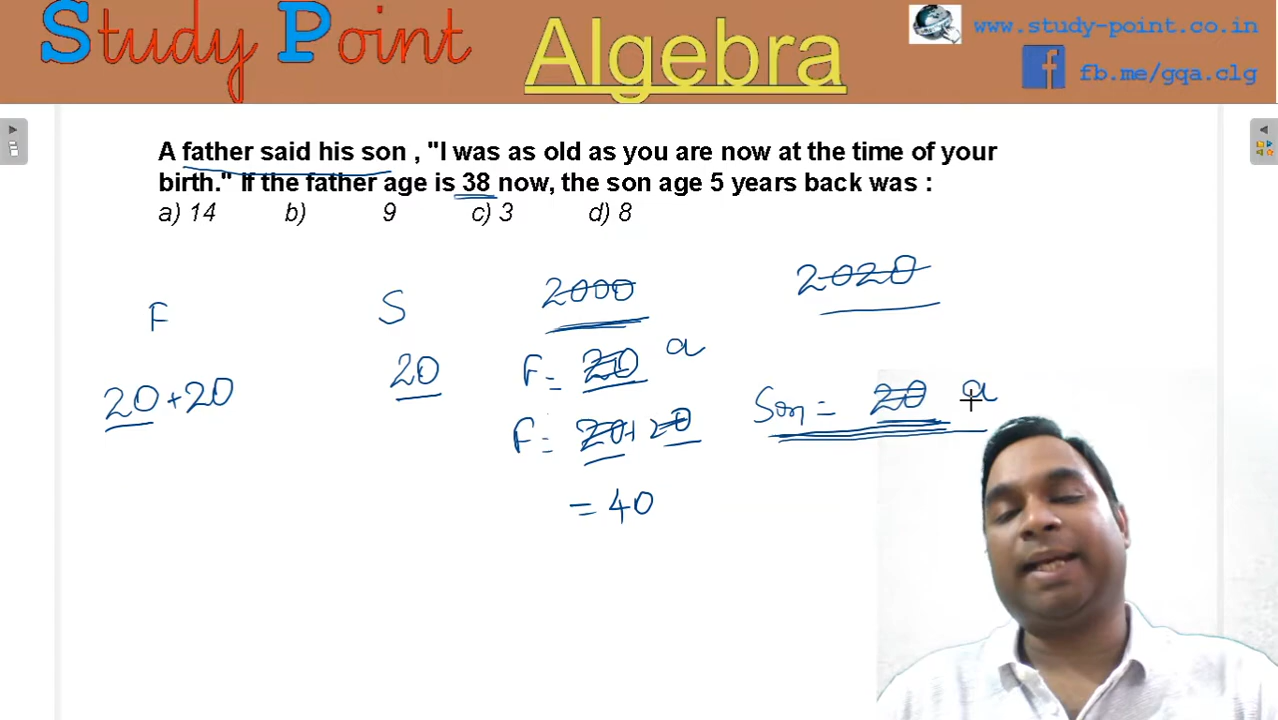 Study Point
Algebra
www.study-point.co.in
fb.me/gqa.clg
A father said his son , "I was as old as you are now at the time of your
birth." If the father age is 38 now, the son age 5 years back was :
a) 14 b) 9 c) 3 d) 8
F S 2000 2020
20+20 20 F = 20 a
Son = 20 a
F = 20+20
= 40